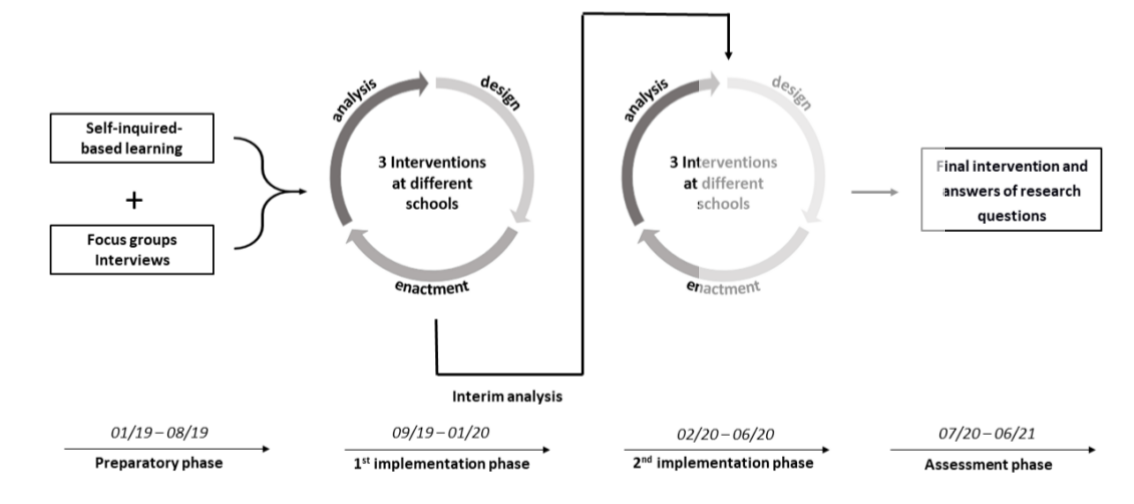 Self-inquired-
based learning
+
Focus groups
Interviews
analysis
design
3 Interventions
at different
schools
enactment
Interim analysis
analysis
design
3 Interventions
at different
schools
enactment
Final intervention and
answers of research
questions
01/19 – 08/19
Preparatory phase
09/19 – 01/20
1st implementation phase
02/20 – 06/20
2nd implementation phase
07/20 – 06/21
Assessment phase